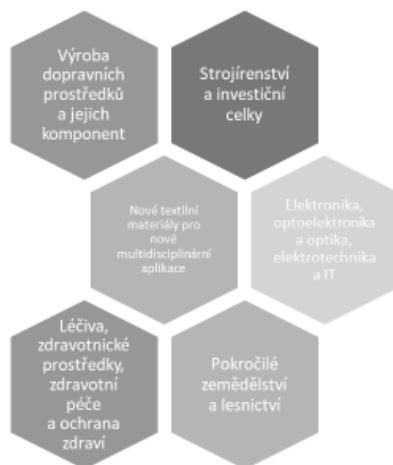 Výroba
dopravních
prostředků
a jejich
komponent
Strojírenství
a investiční
celky
Nové textilní
materiály pro
nové
multidisciplinární
aplikace
Elektronika,
optoelektronika
a optika,
elektrotechnika
a IT
Léčiva,
zdravotnické
prostředky,
zdravotní
péče
a ochrana
zdraví
Pokročilé
zemědělství
a lesnictví